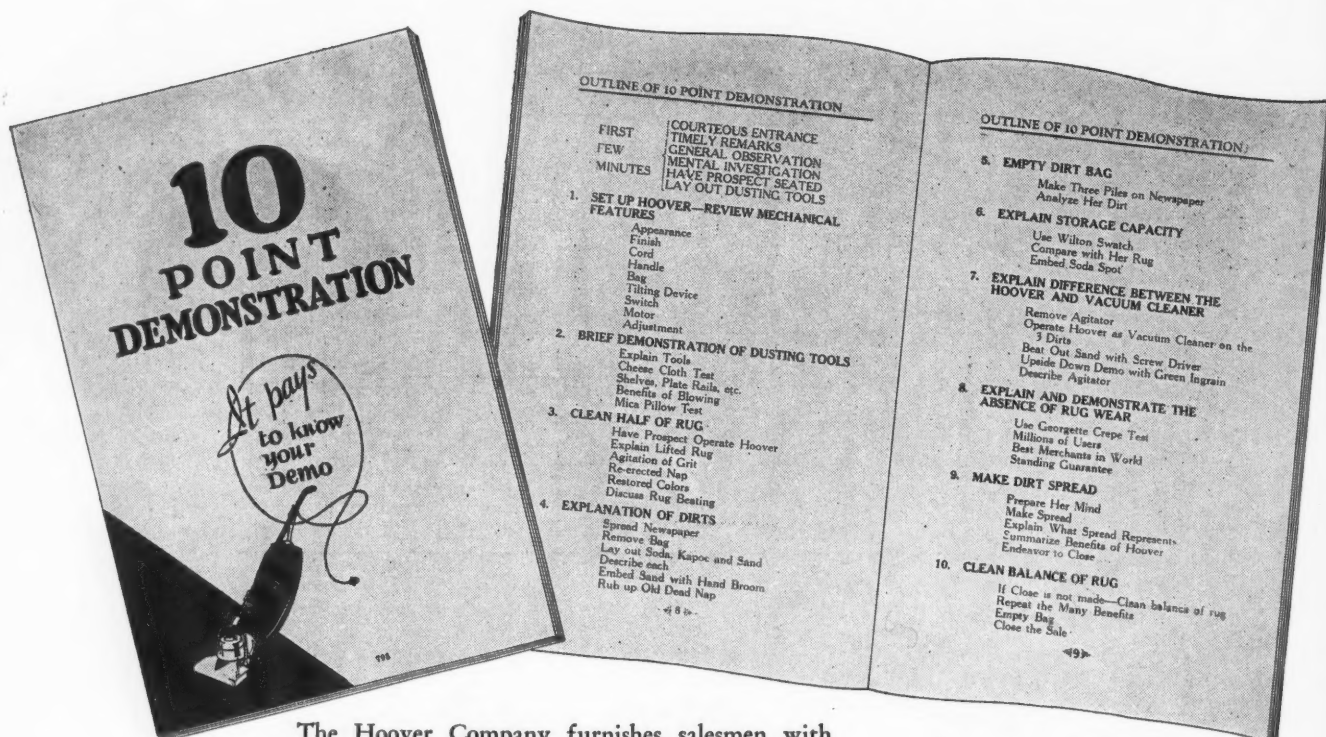 10
POINT
DEMONSTRATION
It pays
to know
your
Demo
798
OUTLINE OF 10 POINT DEMONSTRATION
FIRST
FEW
MINUTES
COURTEOUS ENTRANCE
TIMELY REMARKS
GENERAL OBSERVATION
MENTAL INVESTIGATION
HAVE PROSPECT SEATED
LAY OUT DUSTING TOOLS
1. SET UP HOOVER—REVIEW MECHANICAL
FEATURES
Appearance
Finish
Cord
Handle
Bag
Tilting Device
Switch
Motor
Adjustment
2. BRIEF DEMONSTRATION OF DUSTING TOOLS
Explain Tools
Cheese Cloth Test
Shelves, Plate Rails, etc.
Benefits of Blowing
Mica Pillow Test
3. CLEAN HALF OF RUG
Have Prospect Operate Hoover
Explain Lifted Rug
Agitation of Grit
Re-erected Nap
Restored Colors
Discuss Rug Beating
4. EXPLANATION OF DIRTS
Spread Newspaper
Remove Bag
Lay out Soda, Kapoc and Sand
Describe each
Embed Sand with Hand Broom
Rub up Old Dead Nap
8
OUTLINE OF 10 POINT DEMONSTRATION
5. EMPTY DIRT BAG
Make Three Piles on Newspaper
Analyze Her Dirt
6. EXPLAIN STORAGE CAPACITY
Use Wilton Swatch
Compare with Her Rug
Embed Soda Spot
7. EXPLAIN DIFFERENCE BETWEEN THE
HOOVER AND VACUUM CLEANER
Remove Agitator
Operate Hoover as Vacuum Cleaner on the
3 Dirts
Beat Out Sand with Screw Driver
Upside Down Demo with Green Ingrain
Describe Agitator
8. EXPLAIN AND DEMONSTRATE THE
ABSENCE OF RUG WEAR
Use Georgette Crepe Test
Millions of Users
Best Merchants in World
Standing Guarantee
9. MAKE DIRT SPREAD
Prepare Her Mind
Make Spread
Explain What Spread Represents
Summarize Benefits of Hoover
Endeavor to Close
10. CLEAN BALANCE OF RUG
If Close is not made—Clean balance of rug
Repeat the Many Benefits
Empty Bag
Close the Sale
9
The Hoover Company furnishes salesmen with